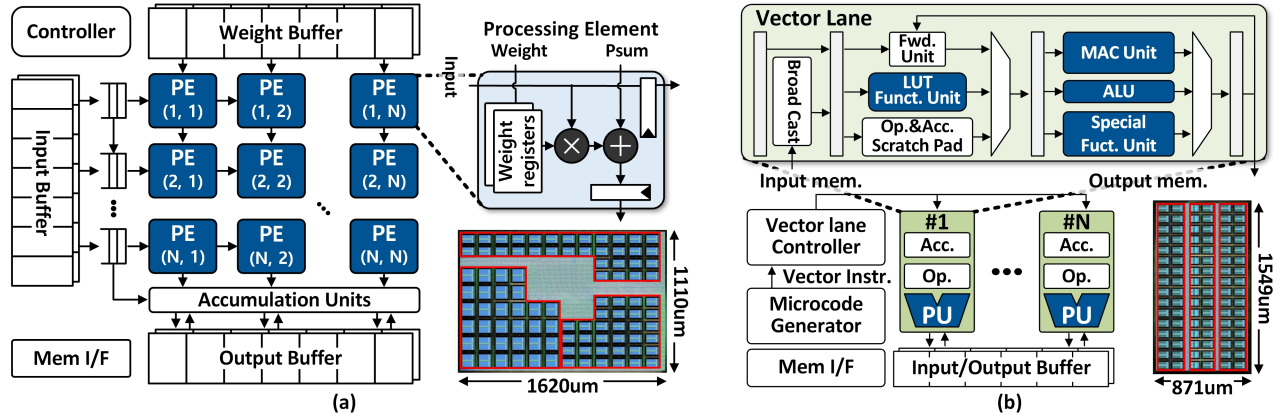 Controller
Weight Buffer
Processing Element
Weight
Psum
Input
Input Buffer
PE
(1, 1)
PE
(1, 2)
PE
(1, N)
PE
(2, 1)
PE
(2, 2)
PE
(2, N)
PE
(N, 1)
PE
(N, 2)
PE
(N, N)
Weight
registers
×
+
Accumulation Units
Mem I/F
Output Buffer
1110um
1620um
(a)
Vector Lane
Broad Cast
Fwd.
Unit
LUT
Funct. Unit
Op.&Acc.
Scratch Pad
MAC Unit
ALU
Special
Fuct. Unit
Input mem.
Output mem.
Vector lane
Controller
Vector Instr.
Microcode
Generator
Mem I/F
#1
Acc.
Op.
PU
#N
Acc.
Op.
PU
Input/Output Buffer
1549um
871um
(b)